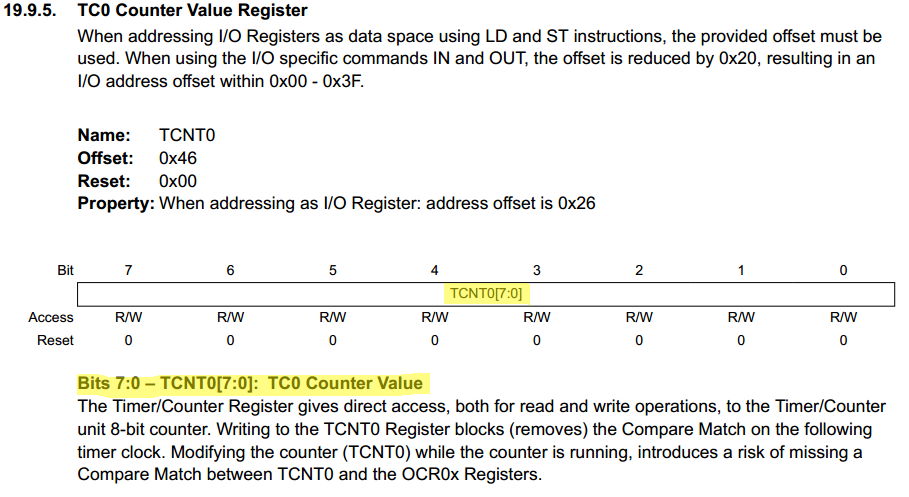 19.9.5. TC0 Counter Value Register
When addressing I/O Registers as data space using LD and ST instructions, the provided offset must be
used. When using the I/O specific commands IN and OUT, the offset is reduced by 0x20, resulting in an
I/O address offset within 0x00 - 0x3F.
Name: TCNT0
Offset: 0x46
Reset: 0x00
Property: When addressing as I/O Register: address offset is 0x26
Bit 7 6 5 4 3 2 1 0
TCNT0[7:0]
Access R/W R/W R/W R/W R/W R/W R/W R/W
Reset 0 0 0 0 0 0 0 0
Bits 7:0 – TCNT0[7:0]: TC0 Counter Value
The Timer/Counter Register gives direct access, both for read and write operations, to the Timer/Counter
unit 8-bit counter. Writing to the TCNT0 Register blocks (removes) the Compare Match on the following
timer clock. Modifying the counter (TCNT0) while the counter is running, introduces a risk of missing a
Compare Match between TCNT0 and the OCR0x Registers.